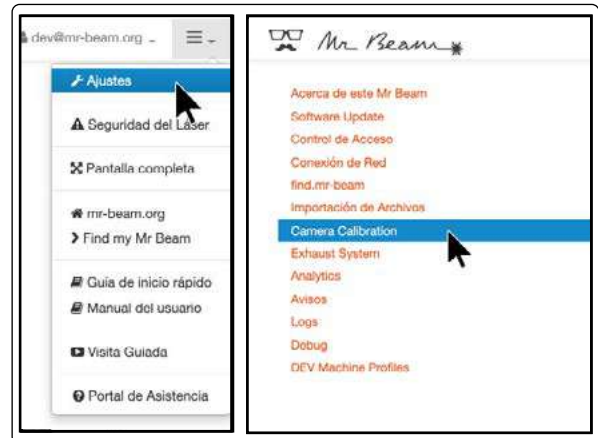 dev@mr-beam.org
Ajustes
Seguridad del Láser
Pantalla completa
mr-beam.org
Find my Mr Beam
Guía de inicio rápido
Manual del usuario
Visita Guiada
Portal de Asistencia
Mr Beam
Acerca de este Mr Beam
Software Update
Control de Acceso
Conexión de Red
find.mr-beam
Importación de Archivos
Camera Calibration
Exhaust System
Analytics
Avisos
Logs
Debug
DEV Machine Profiles